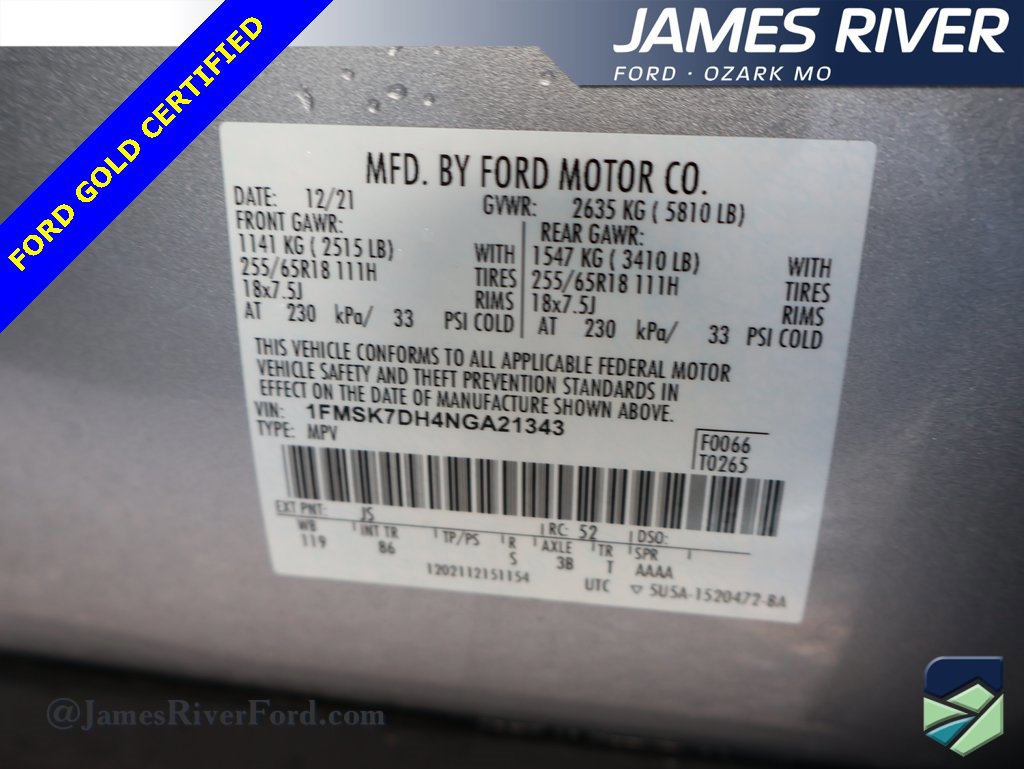 FORD GOLD CERTIFIED
JAMES RIVER
FORD · OZARK MO
MFD. BY FORD MOTOR CO.
DATE: 12/21 GVWR: 2635 KG ( 5810 LB)
FRONT GAWR: REAR GAWR:
1141 KG ( 2515 LB) WITH 1547 KG ( 3410 LB) WITH
255/65R18 111H TIRES 255/65R18 111H TIRES
18x7.5J RIMS 18x7.5J RIMS
AT 230 kPa/ 33 PSI COLD AT 230 kPa/ 33 PSI COLD
THIS VEHICLE CONFORMS TO ALL APPLICABLE FEDERAL MOTOR
VEHICLE SAFETY AND THEFT PREVENTION STANDARDS IN
EFFECT ON THE DATE OF MANUFACTURE SHOWN ABOVE.
VIN: 1FMSK7DH4NGA21343
TYPE: MPV
F0066
T0265
EXT PNT: JS RC: 52 DSO:
WB INT TR TP/PS R AXLE TR SPR
119 86 S 3B T AAAA
1202112151154 UTC ▽ SU5A-1520472-BA
@JamesRiverFord.com